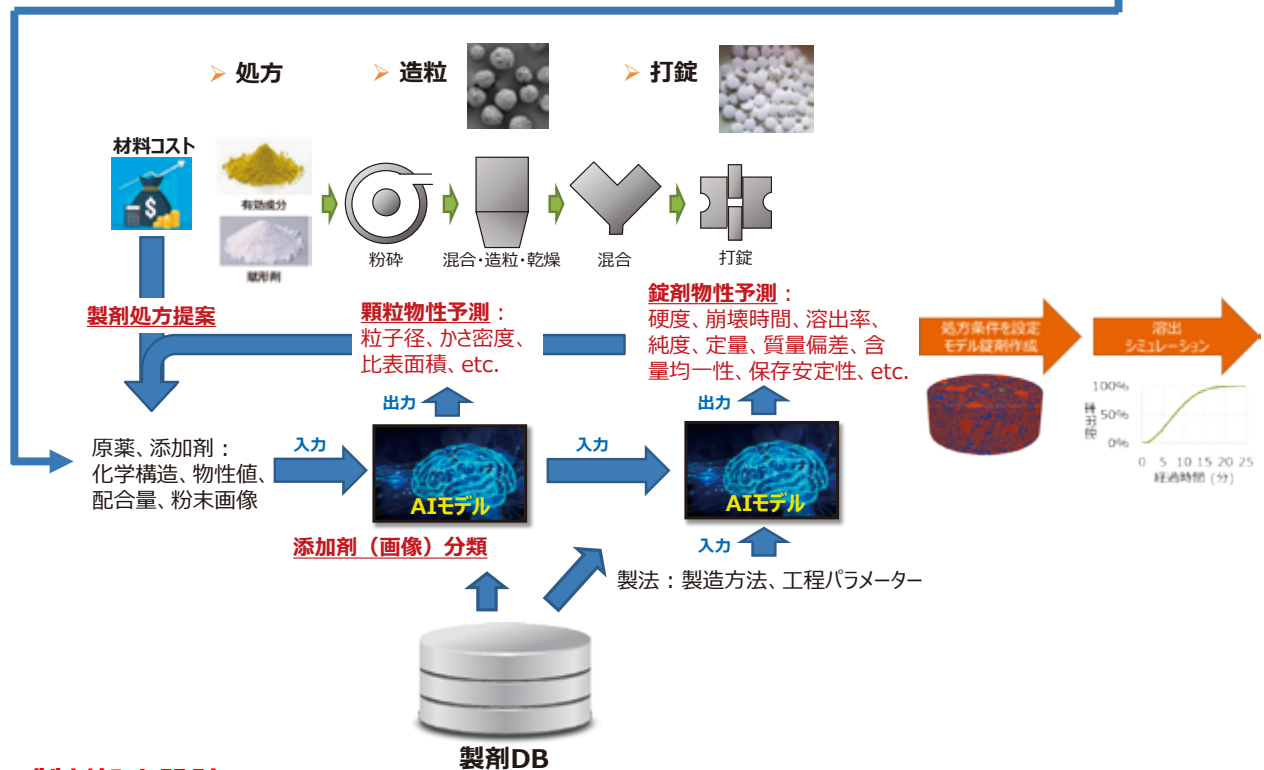 ➢ 処方
➢ 造粒
➢ 打錠
材料コスト
有効成分
賦形剤
粉砕
混合・造粒・乾燥
混合
打錠
製剤処方提案
顆粒物性予測：
粒子径、かさ密度、
比表面積、etc.
錠剤物性予測：
硬度、崩壊時間、溶出率、
純度、定量、質量偏差、含
量均一性、保存安定性、etc.
処方条件を設定
モデル錠剤作成
溶出
シミュレーション
100%
50%
0%
溶出率
0 5 10 15 20 25
経過時間 (分)
出力
出力
原薬、添加剤：
化学構造、物性値、
配合量、粉末画像
入力
AIモデル
入力
AIモデル
添加剤（画像）分類
入力
製法：製造方法、工程パラメーター
製剤DB